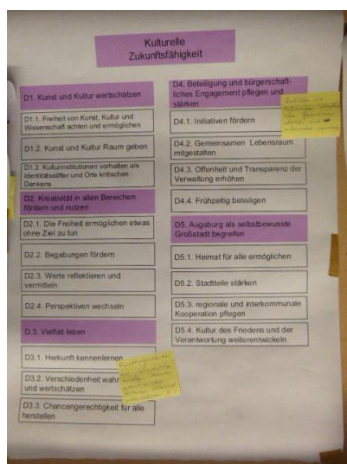 Kulturelle
Zukunftsfähigkeit
D1. Kunst und Kultur wertschätzen
D1.1. Freiheit von Kunst, Kultur und
Wissenschaft achten und ermöglichen
D1.2. Kunst und Kultur Raum geben
D1.3. Kulturinstitutionen vorhalten als
Identitätsstifter und Orte kritischen
Denkens
D2. Kreativität in allen Bereichen
fördern und nutzen
D2.1. Die Freiheit ermöglichen etwas
ohne Ziel zu tun
D2.2. Begabungen fördern
D2.3. Werte reflektieren und
vermitteln
D2.4. Perspektiven wechseln
D.3. Vielfalt leben
D3.1. Herkunft kennenlernen
D3.2. Verschiedenheit
und wertschätzen
D3.3. Chancengerechtigkeit für alle
herstellen
D4. Beteiligung und bürgerschaft-
liches Engagement pflegen und
stärken
D4.1. Initiativen fördern
D4.2. Gemeinsamen Lebensraum
mitgestalten
D4.3. Offenheit und Transparenz der
Verwaltung erhöhen
D4.4. Frühzeitig beteiligen
D5. Augsburg als selbstbewusste
Großstadt begreifen
D5.1. Heimat für alle ermöglichen
D5.2. Stadtteile stärken
D5.3. regionale und interkommunale
Kooperation pflegen
D5.4. Kultur des Friedens und der
Verantwortung weiterentwickeln